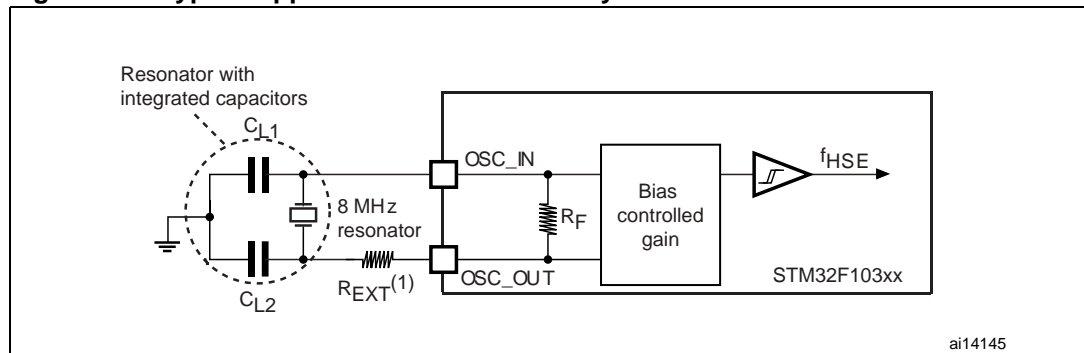 Resonator with
integrated capacitors
CL1
OSC_IN
fHSE
8 MHz
resonator
RF
Bias
controlled
gain
REXT(1)
OSC_OUT
STM32F103xx
CL2
ai14145